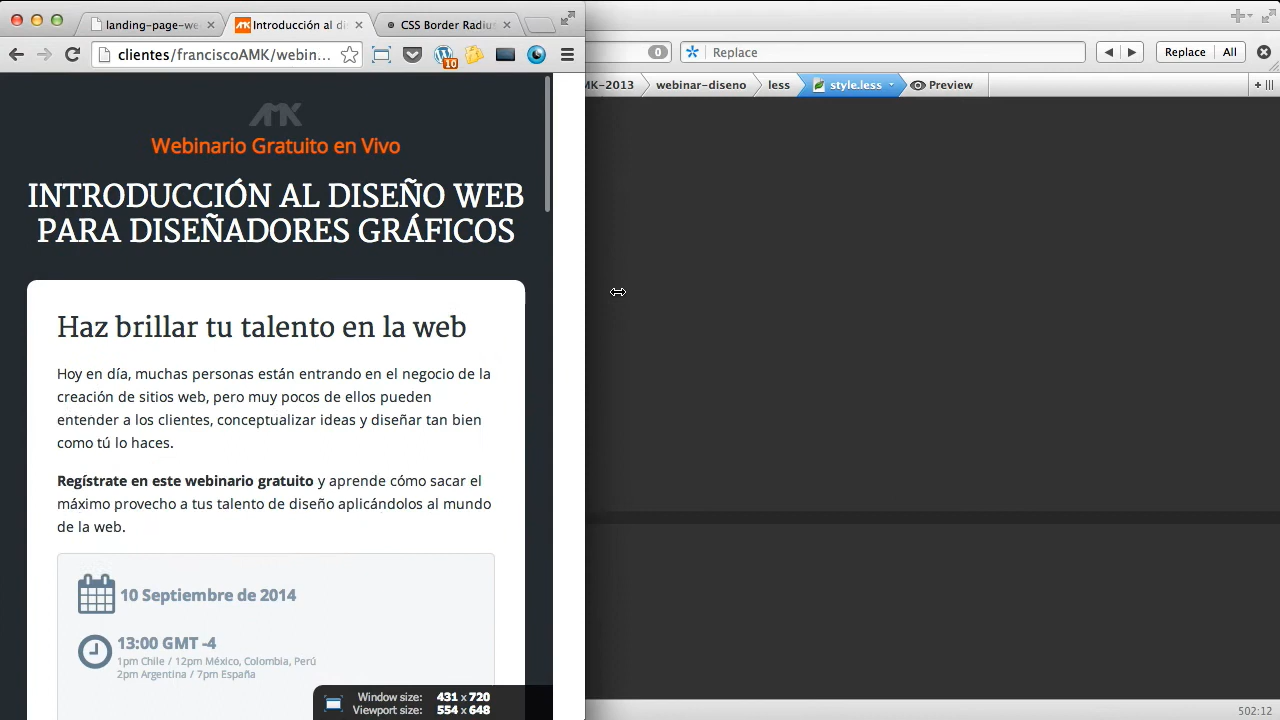 landing-page-we
Introducción al di
CSS Border Radiu
clientes/franciscoAMK/webin...
10
0
Replace
Replace
All
MK-2013
webinar-diseno
less
style.less
Preview
AMK
Webinario Gratuito en Vivo
INTRODUCCIÓN AL DISEÑO WEB
PARA DISEÑADORES GRÁFICOS
Haz brillar tu talento en la web
Hoy en día, muchas personas están entrando en el negocio de la
creación de sitios web, pero muy pocos de ellos pueden
entender a los clientes, conceptualizar ideas y diseñar tan bien
como tú lo haces.
Regístrate en este webinario gratuito y aprende cómo sacar el
máximo provecho a tus talento de diseño aplicándolos al mundo
de la web.
10 Septiembre de 2014
13:00 GMT -4
1pm Chile / 12pm México, Colombia, Perú
2pm Argentina / 7pm España
Window size: 431 x 720
Viewport size: 554 x 648
502:12